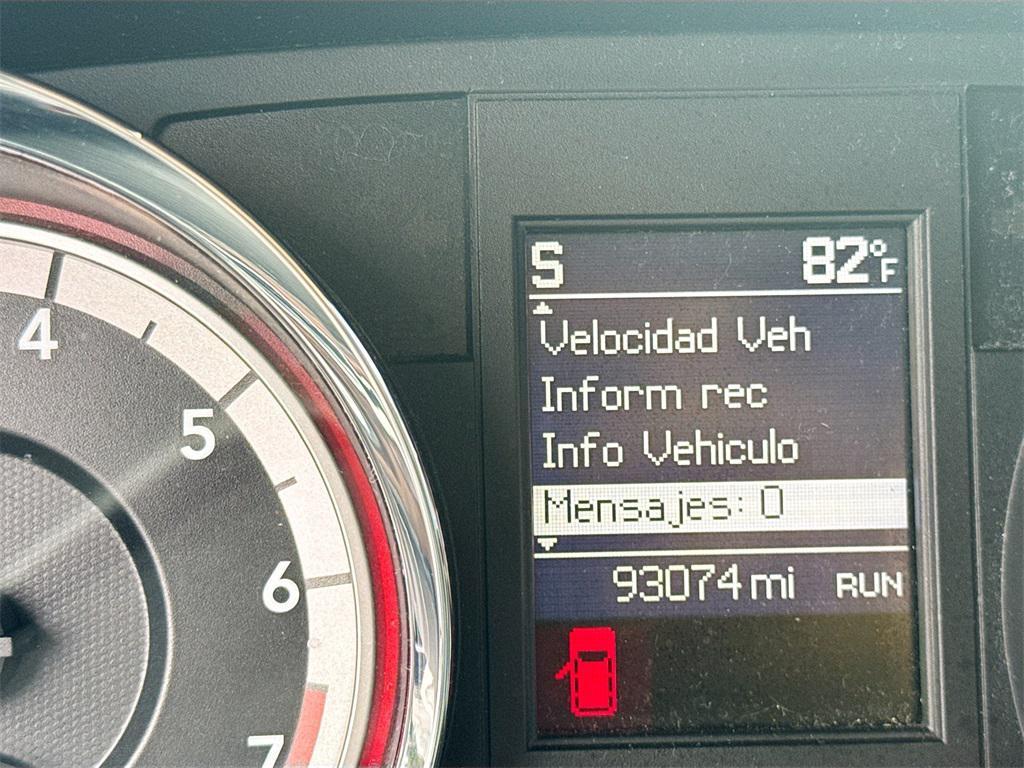 4
5
6
7
S 82°F
Velocidad Veh
Inform rec
Info Vehiculo
Mensajes: 0
93074 mi RUN